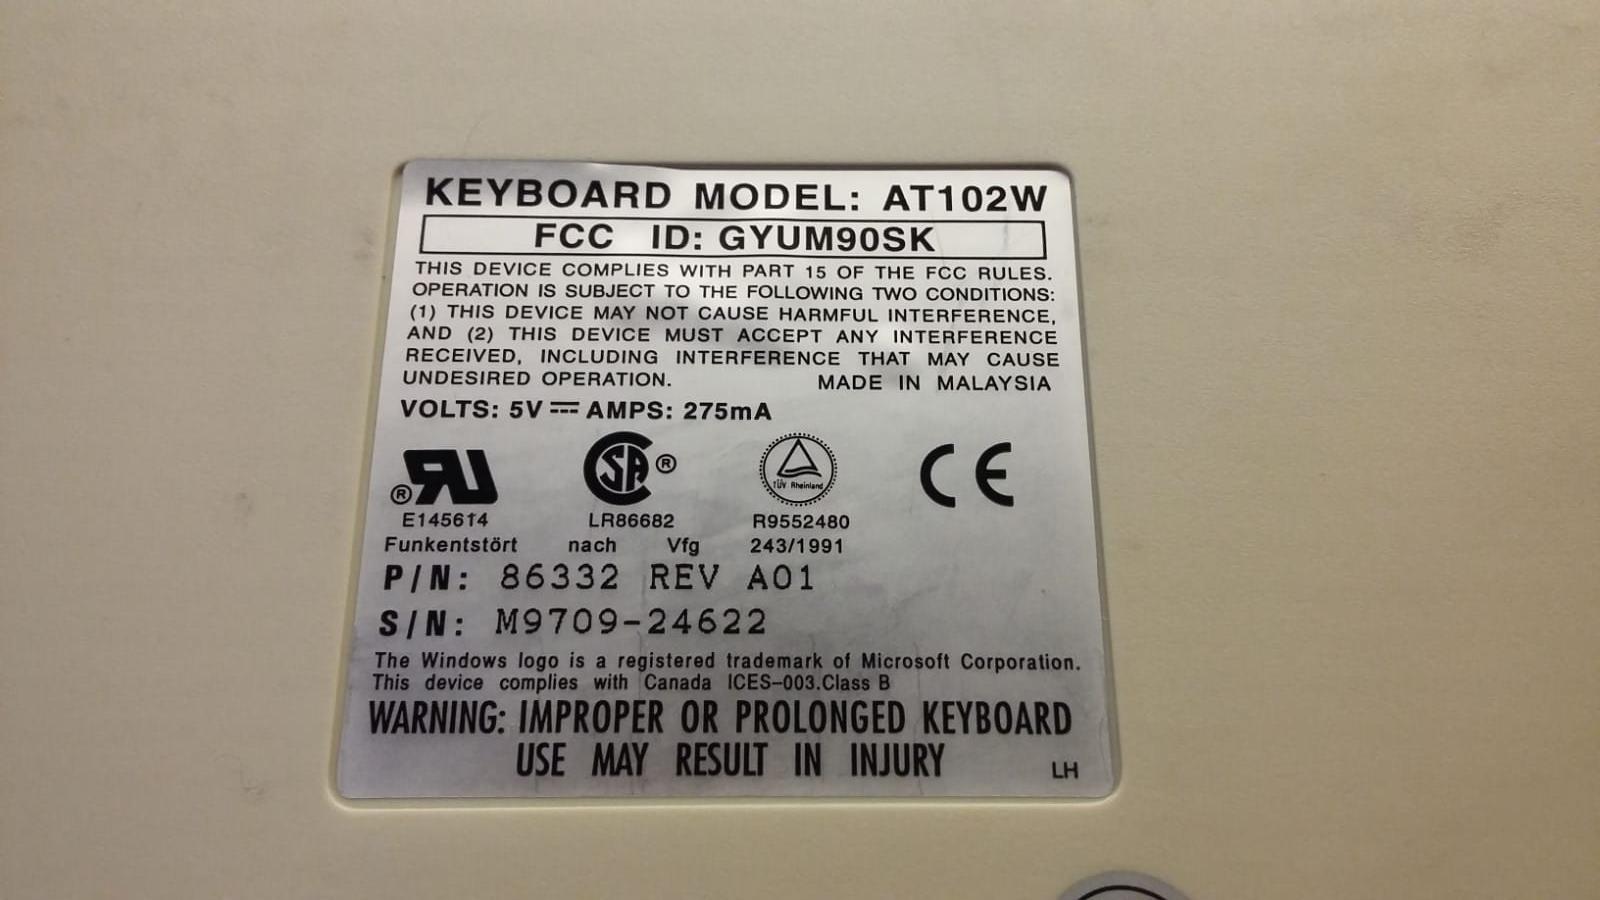 KEYBOARD MODEL: AT102W
FCC ID: GYUM90SK
THIS DEVICE COMPLIES WITH PART 15 OF THE FCC RULES.
OPERATION IS SUBJECT TO THE FOLLOWING TWO CONDITIONS:
(1) THIS DEVICE MAY NOT CAUSE HARMFUL INTERFERENCE,
AND (2) THIS DEVICE MUST ACCEPT ANY INTERFERENCE
RECEIVED, INCLUDING INTERFERENCE THAT MAY CAUSE
UNDESIRED OPERATION. MADE IN MALAYSIA
VOLTS: 5V ⎓ AMPS: 275mA
® RU SA ® TÜV Rheinland CE
E145614 LR86682 R9552480
Funkentstört nach Vfg 243/1991
P/N: 86332 REV A01
S/N: M9709-24622
The Windows logo is a registered trademark of Microsoft Corporation.
This device complies with Canada ICES-003.Class B
WARNING: IMPROPER OR PROLONGED KEYBOARD
USE MAY RESULT IN INJURY LH